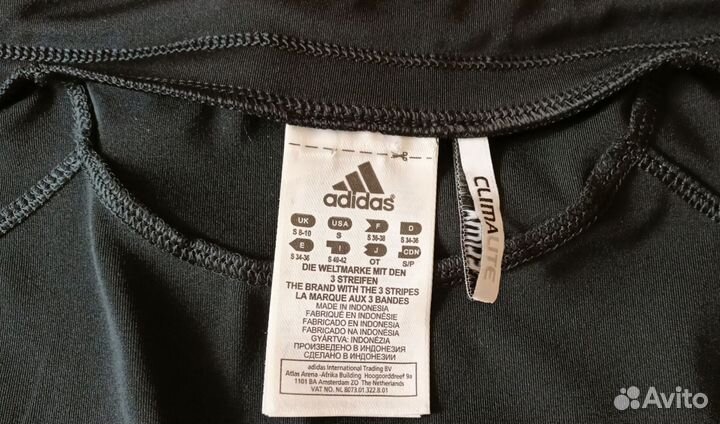 adidas®
UK USA F D
S 8-10 S S 36-38 S 34-36
E I J CDN
S 34-36 S 40-42 OT S/P
DIE WELTMARKE MIT DEN
3 STREIFEN
THE BRAND WITH THE 3 STRIPES
LA MARQUE AUX 3 BANDES
MADE IN INDONESIA
FABRIQUÉ EN INDONÉSIE
FABRICADO EN INDONESIA
FABRICADO NA INDONÉSIA
GYÁRTVA: INDONÉZIA
ПРОИЗВЕДЕНО В ИНДОНЕЗИИ
СДЕЛАНО В ИНДОНЕЗИИ
adidas International Trading BV
Atlas Arena -Afrika Building Hoogoorddreef 9a
1101 BA Amsterdam ZO The Netherlands
VAT NO. NL 8073.01.322.B.01
CLIMALITE
Avito